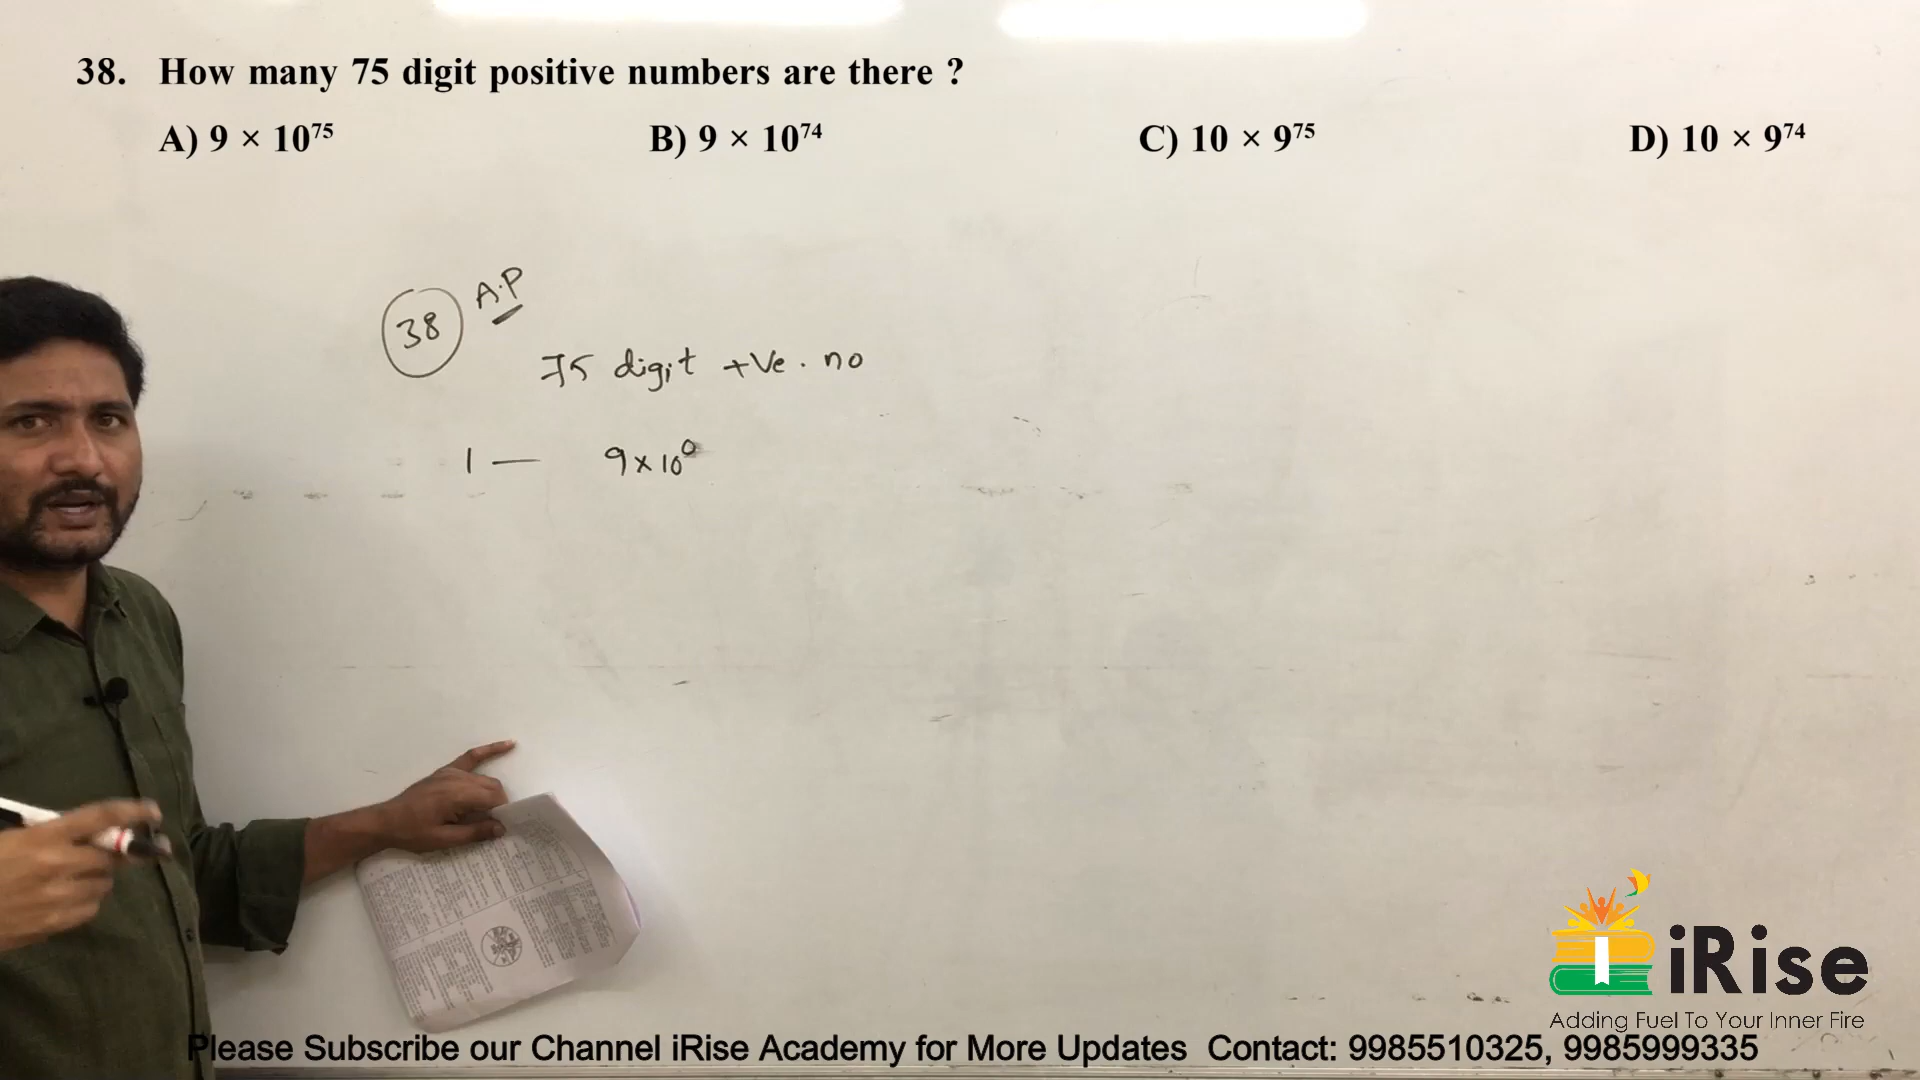 38. How many 75 digit positive numbers are there ?
A) 9 × 10⁷⁵ B) 9 × 10⁷⁴ C) 10 × 9⁷⁵ D) 10 × 9⁷⁴
38 A.P
75 digit +ve. no
1 — 9×10⁰
iRise
Adding Fuel To Your Inner Fire
Please Subscribe our Channel iRise Academy for More Updates Contact: 9985510325, 9985999335